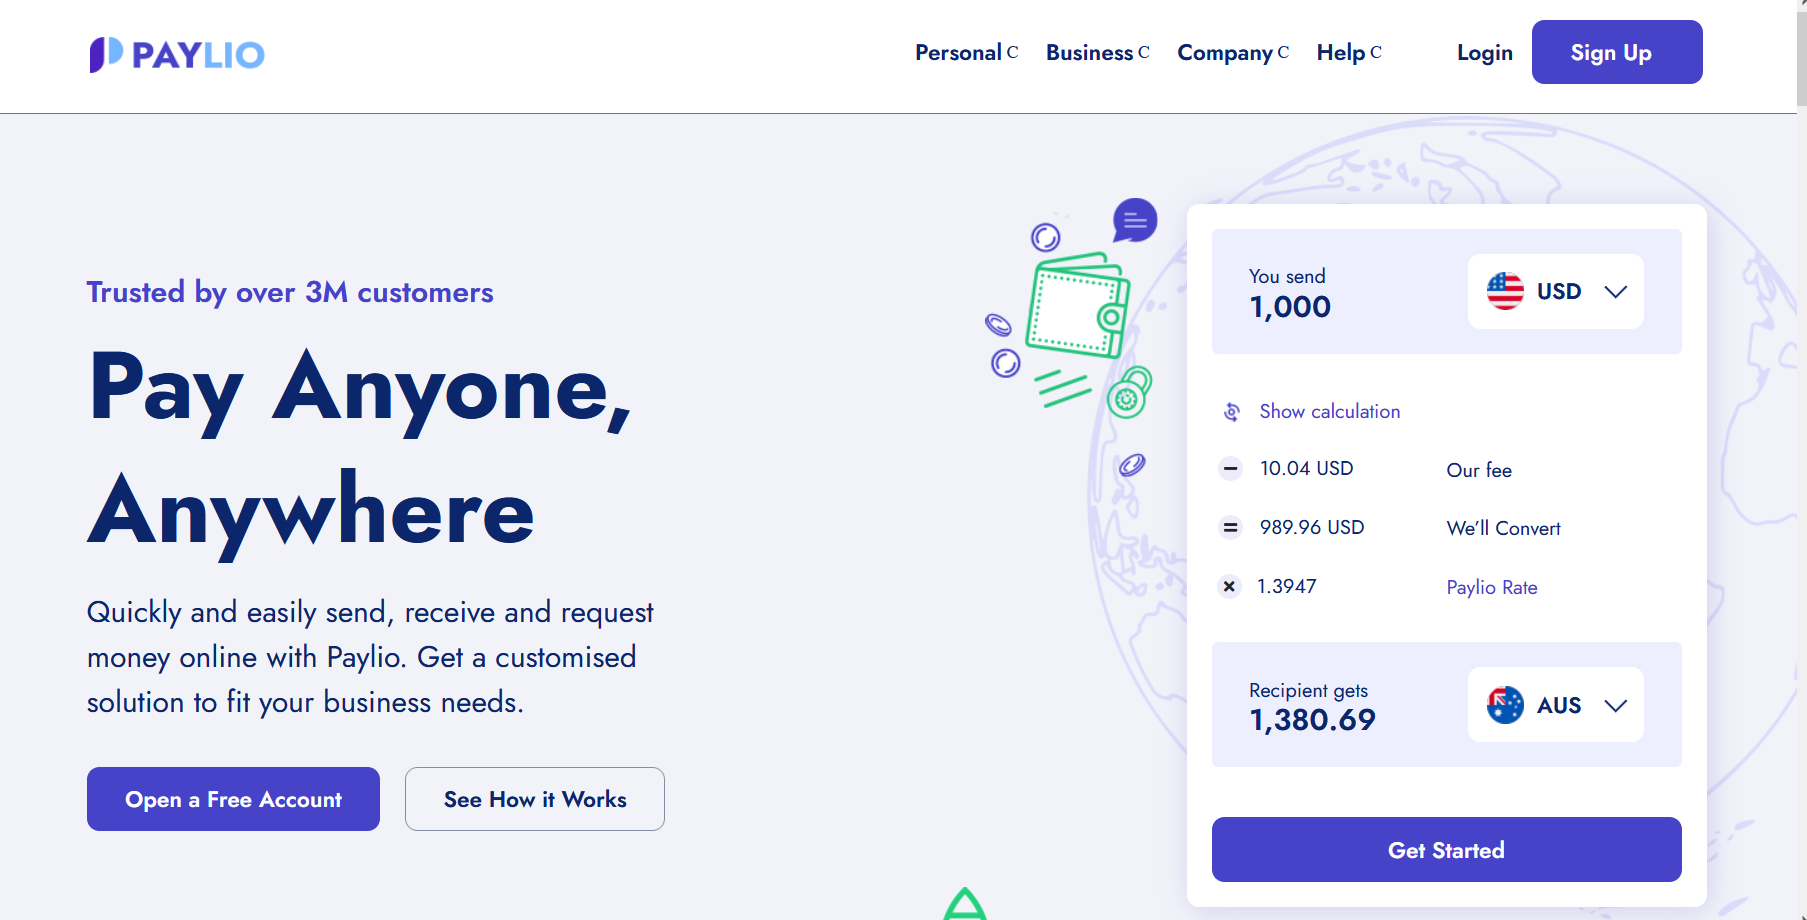 PAYLIO
Personal C Business C Company C Help C Login Sign Up
Trusted by over 3M customers
Pay Anyone,
Anywhere
Quickly and easily send, receive and request
money online with Paylio. Get a customised
solution to fit your business needs.
Open a Free Account See How it Works
You send
1,000
USD
Show calculation
10.04 USD Our fee
989.96 USD We’ll Convert
1.3947 Paylio Rate
Recipient gets
1,380.69
AUS
Get Started